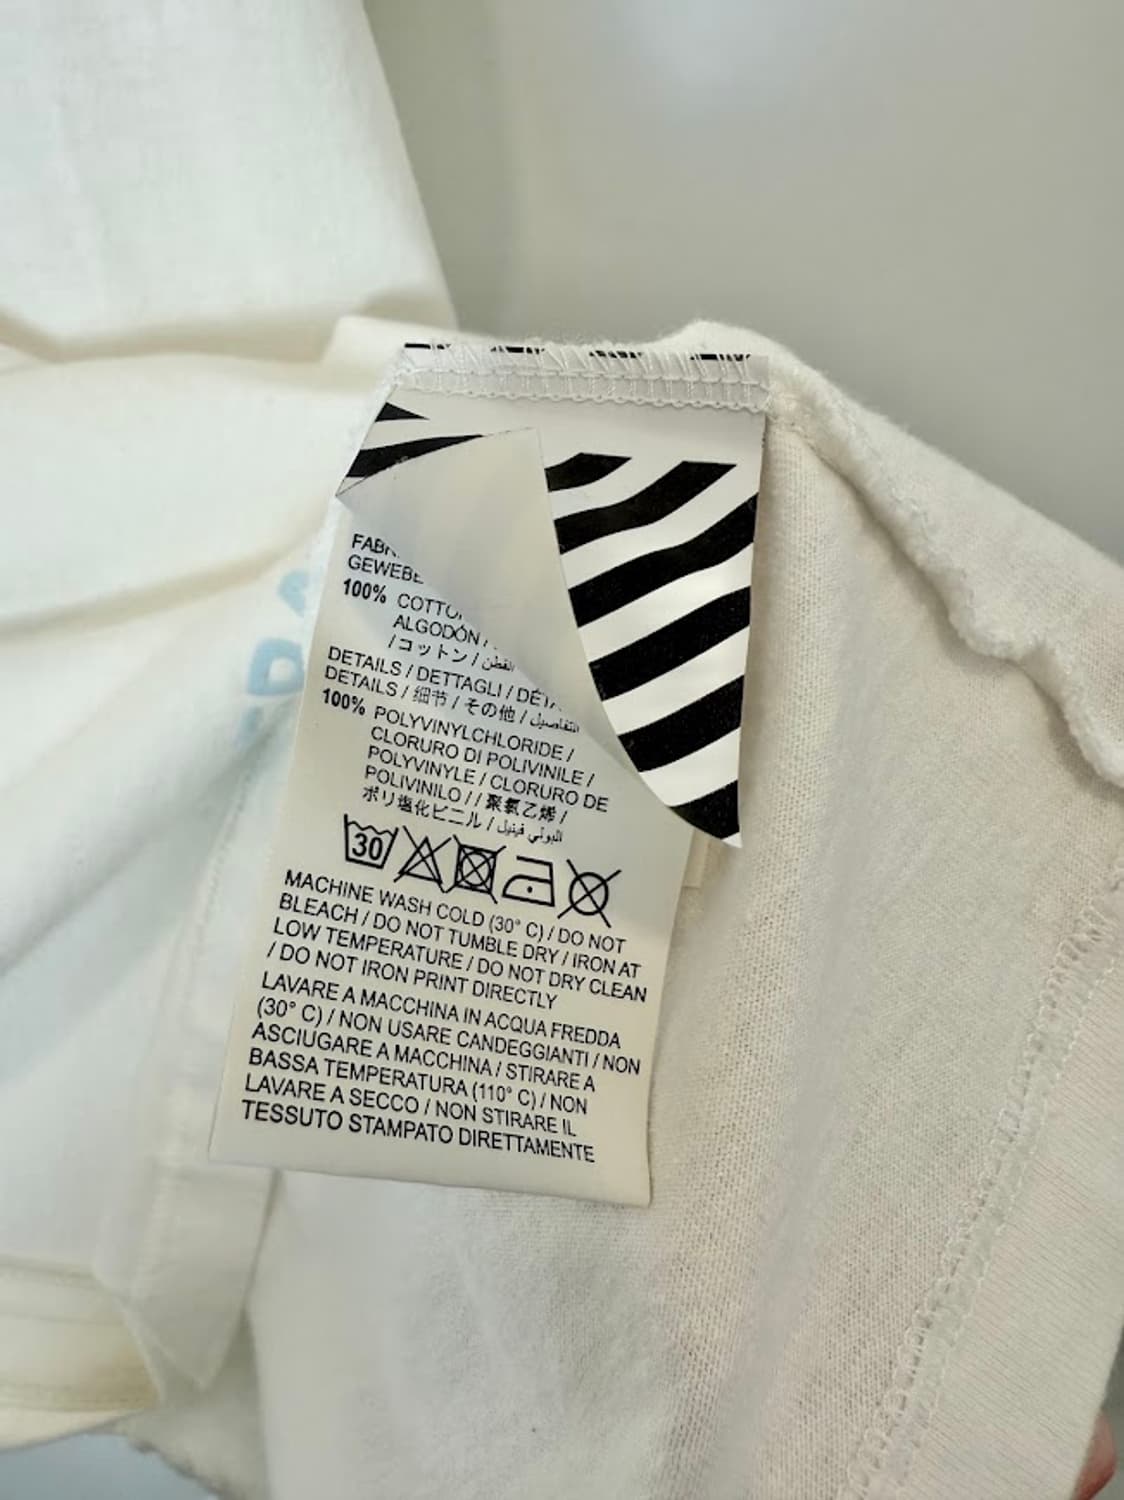 100% 
ALGODÓN /
/コットン / القطن
DETAILS / DETTAGLI /
DETAILS / 细节 / その他 / التفاصيل
100% POLYVINYLCHLORIDE /
CLORURO DI POLIVINILE /
POLYVINYLE / CLORURO DE
POLIVINILO / / 聚氯乙烯 /
ポリ塩化ビニル / البولي فينيل
30
MACHINE WASH COLD (30° C) / DO NOT
BLEACH / DO NOT TUMBLE DRY / IRON AT
LOW TEMPERATURE / DO NOT DRY CLEAN
/ DO NOT IRON PRINT DIRECTLY
LAVARE A MACCHINA IN ACQUA FREDDA
(30° C) / NON USARE CANDEGGIANTI / NON
ASCIUGARE A MACCHINA / STIRARE A
BASSA TEMPERATURA (110° C) / NON
LAVARE A SECCO / NON STIRARE IL
TESSUTO STAMPATO DIRETTAMENTE